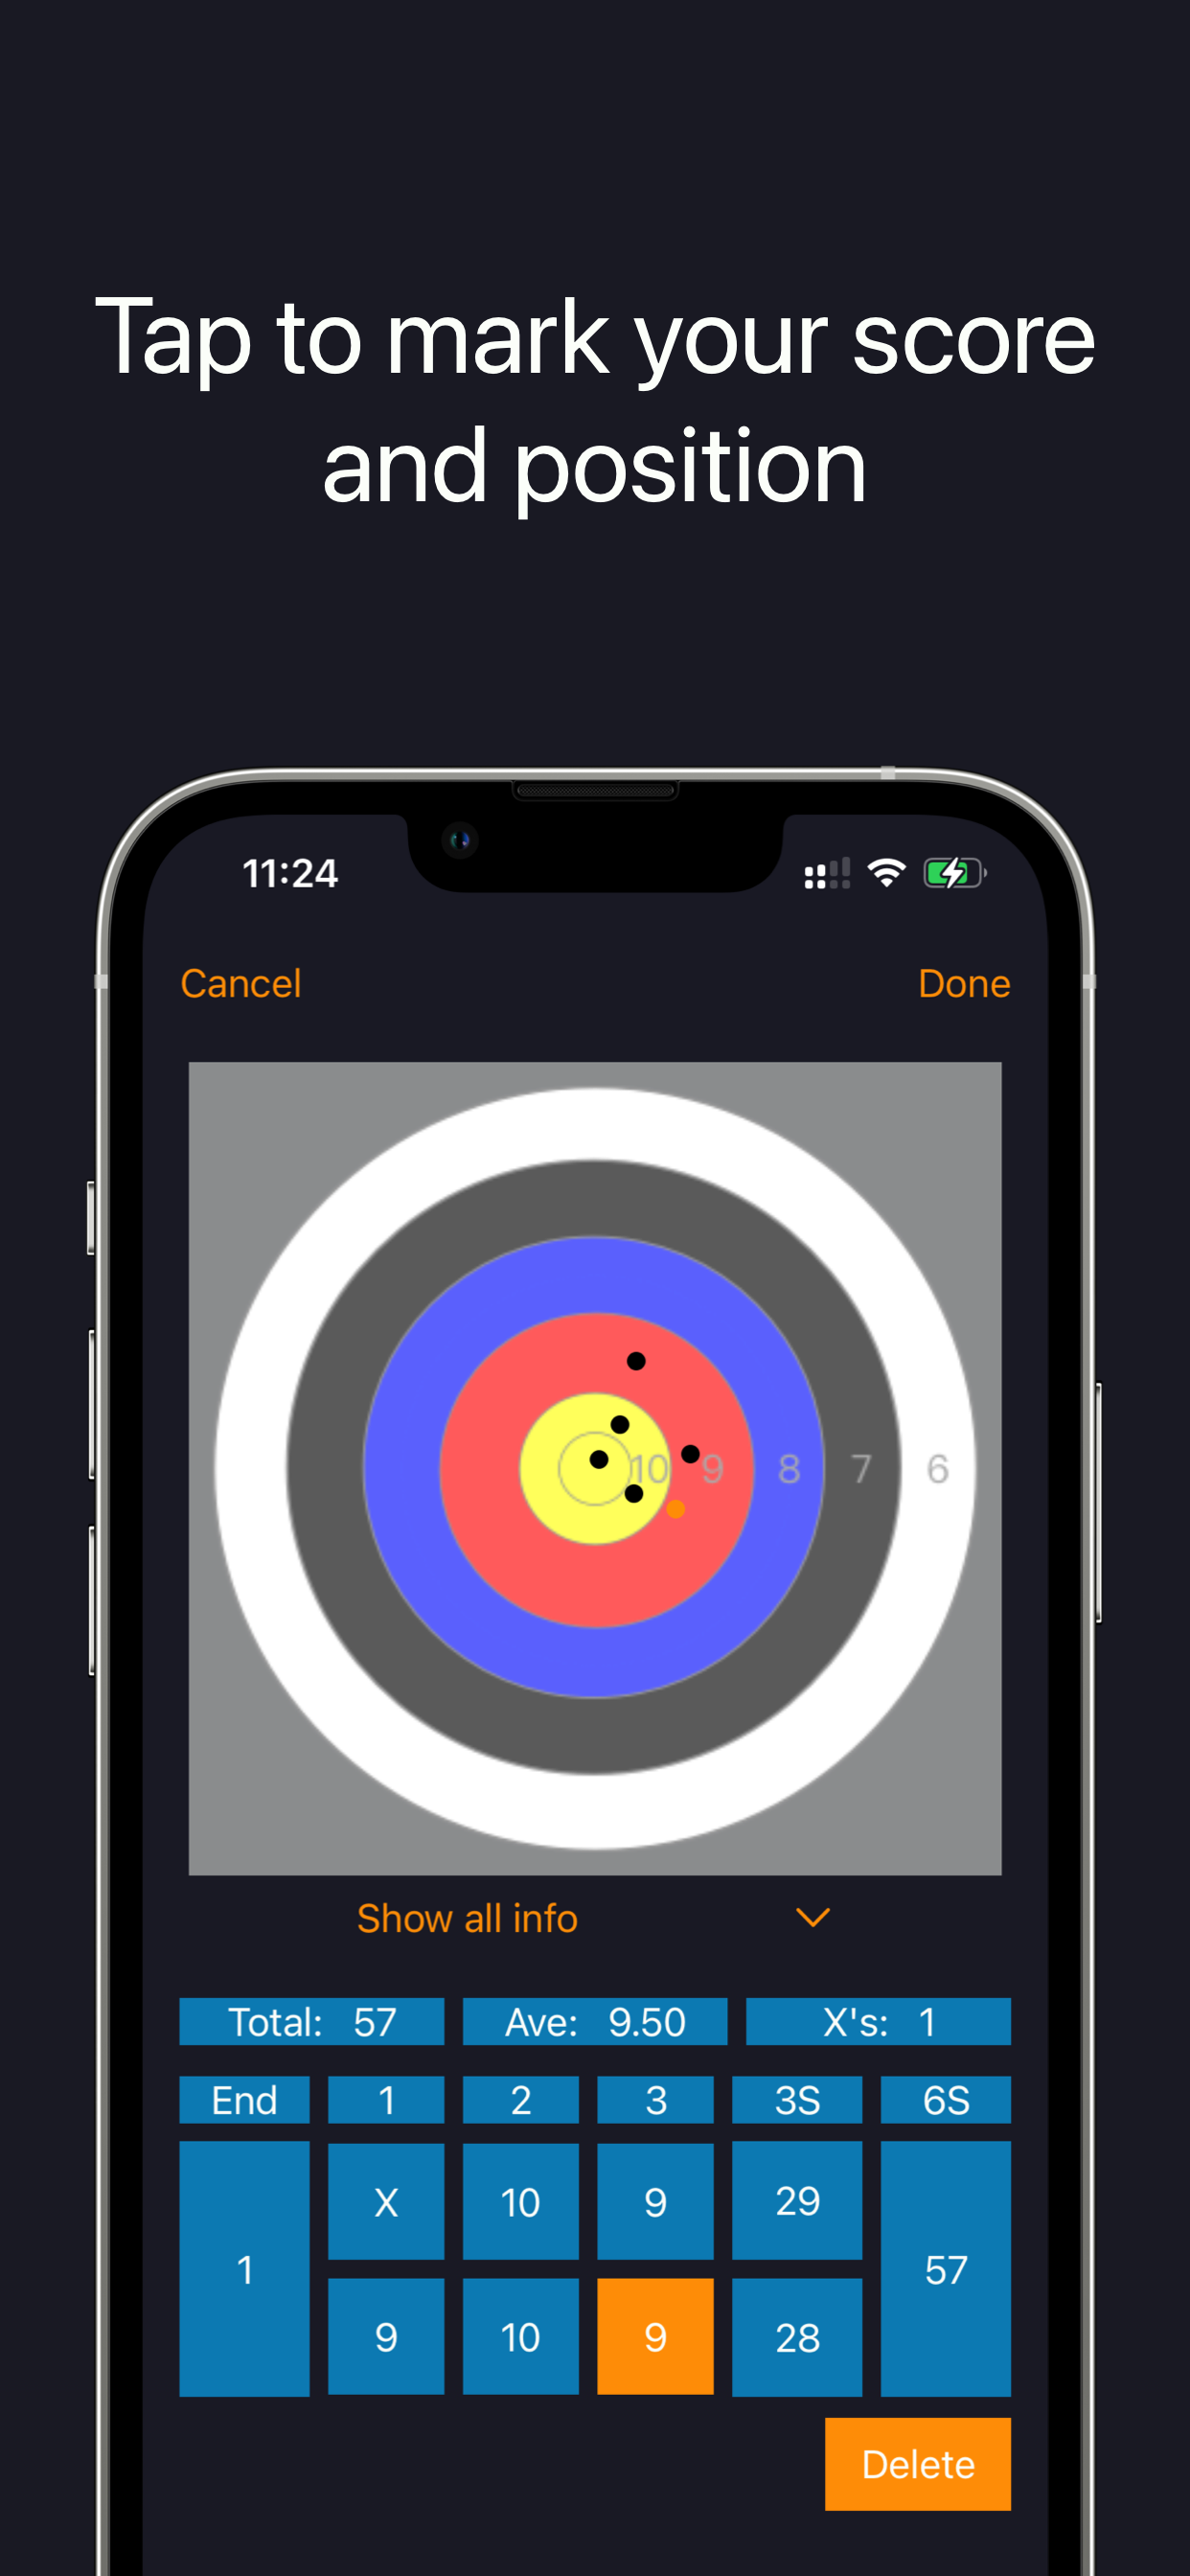 Tap to mark your score
and position
11:24
Cancel Done
10 9 8 7 6
Show all info
Total: 57 Ave: 9.50 X's: 1
End 1 2 3 3S 6S
X 10 9 29
1 57
9 10 9 28
Delete